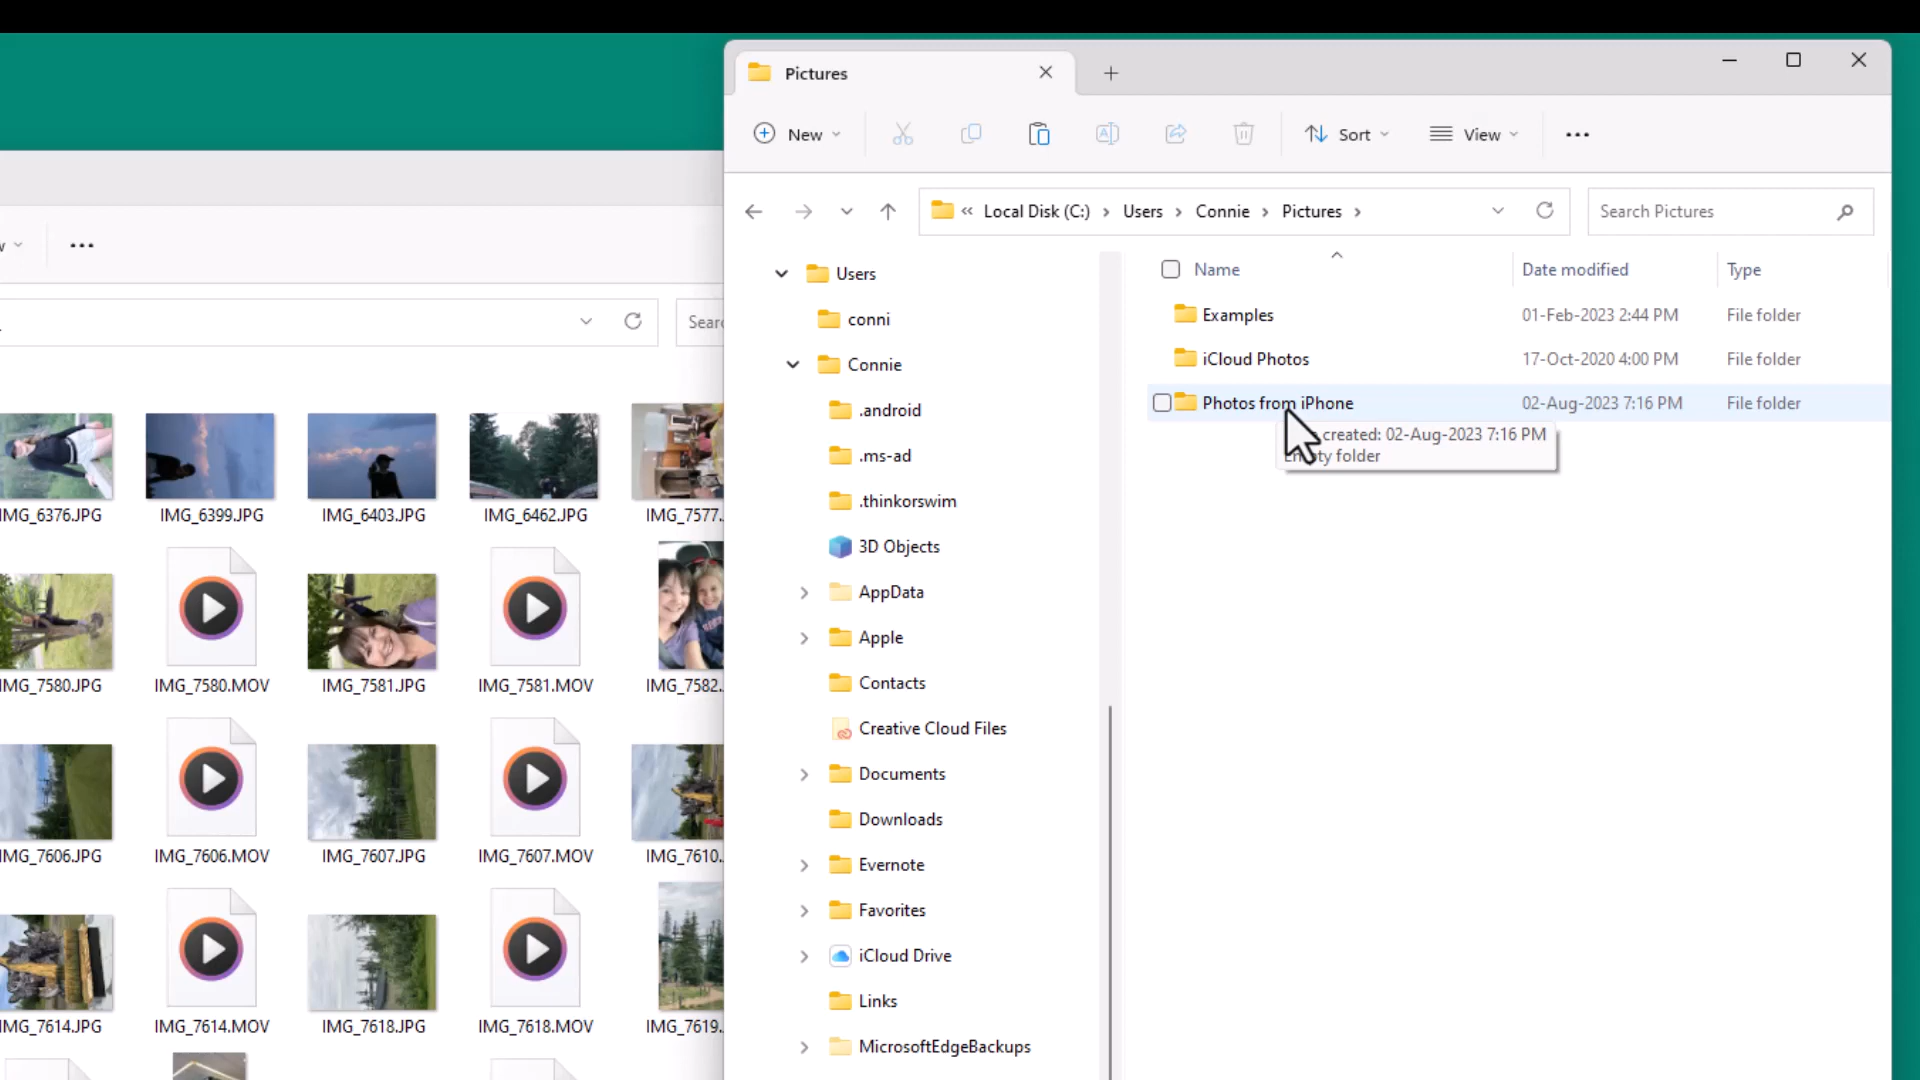 Pictures
New
Sort
View
Local Disk (C:)
Users
Connie
Pictures
Search Pictures
Users
conni
Connie
.android
.ms-ad
.thinkorswim
3D Objects
AppData
Apple
Contacts
Creative Cloud Files
Documents
Downloads
Evernote
Favorites
iCloud Drive
Links
MicrosoftEdgeBackups
Name Date modified Type
Examples 01-Feb-2023 2:44 PM File folder
iCloud Photos 17-Oct-2020 4:00 PM File folder
Photos from iPhone 02-Aug-2023 7:16 PM File folder
created: 02-Aug-2023 7:16 PM
folder
IMG_6376.JPG IMG_6399.JPG IMG_6403.JPG IMG_6462.JPG IMG_7577.
IMG_7580.JPG IMG_7580.MOV IMG_7581.JPG IMG_7581.MOV IMG_7582.
IMG_7606.JPG IMG_7606.MOV IMG_7607.JPG IMG_7607.MOV IMG_7610.
IMG_7614.JPG IMG_7614.MOV IMG_7618.JPG IMG_7618.MOV IMG_7619.